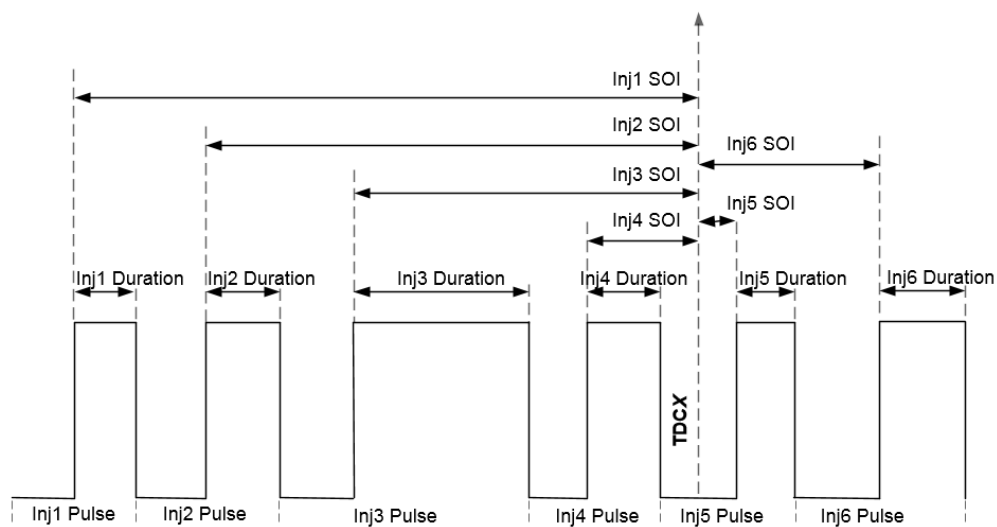 Inj1 SOI
Inj2 SOI
Inj6 SOI
Inj3 SOI
Inj5 SOI
Inj4 SOI
Inj1 Duration
Inj2 Duration
Inj3 Duration
Inj4 Duration
Inj5 Duration
Inj6 Duration
TDCX
Inj1 Pulse
Inj2 Pulse
Inj3 Pulse
Inj4 Pulse
Inj5 Pulse
Inj6 Pulse